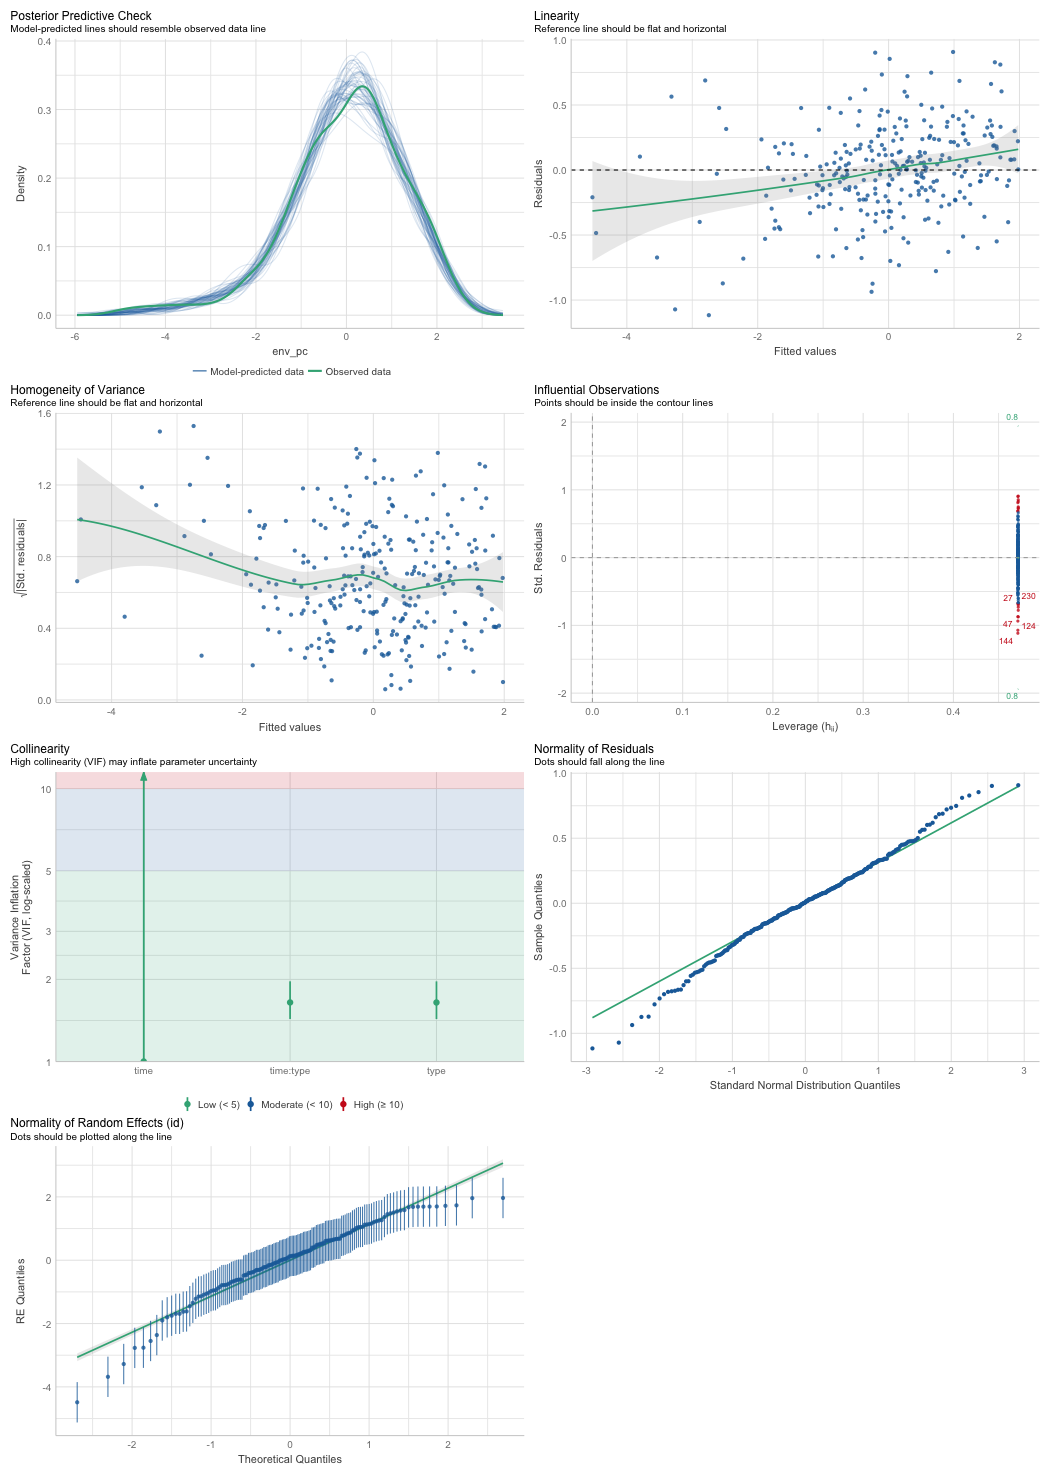 Posterior Predictive Check
Model-predicted lines should resemble observed data line
0.4
0.3
0.2
0.1
0.0
Density
-6 -4 -2 0 2
env_pc
Model-predicted data Observed data
Linearity
Reference line should be flat and horizontal
1.0
0.5
0.0
-0.5
-1.0
Residuals
-4 -2 0 2
Fitted values
Homogeneity of Variance
Reference line should be flat and horizontal
1.6
1.2
0.8
0.4
0.0
√|Std. residuals|
-4 -2 0 2
Fitted values
Influential Observations
Points should be inside the contour lines
0.8
2
1
0
-1
-2
Std. Residuals
27 230
47 124
144
0.8
0.0 0.1 0.2 0.3 0.4
Leverage (hᵢᵢ)
Collinearity
High collinearity (VIF) may inflate parameter uncertainty
10
5
3
2
1
Variance Inflation
Factor (VIF, log-scaled)
time time:type type
Low (< 5) Moderate (< 10) High (≥ 10)
Normality of Residuals
Dots should fall along the line
1.0
0.5
0.0
-0.5
-1.0
Sample Quantiles
-3 -2 -1 0 1 2 3
Standard Normal Distribution Quantiles
Normality of Random Effects (id)
Dots should be plotted along the line
2
0
-2
-4
RE Quantiles
-2 -1 0 1 2
Theoretical Quantiles